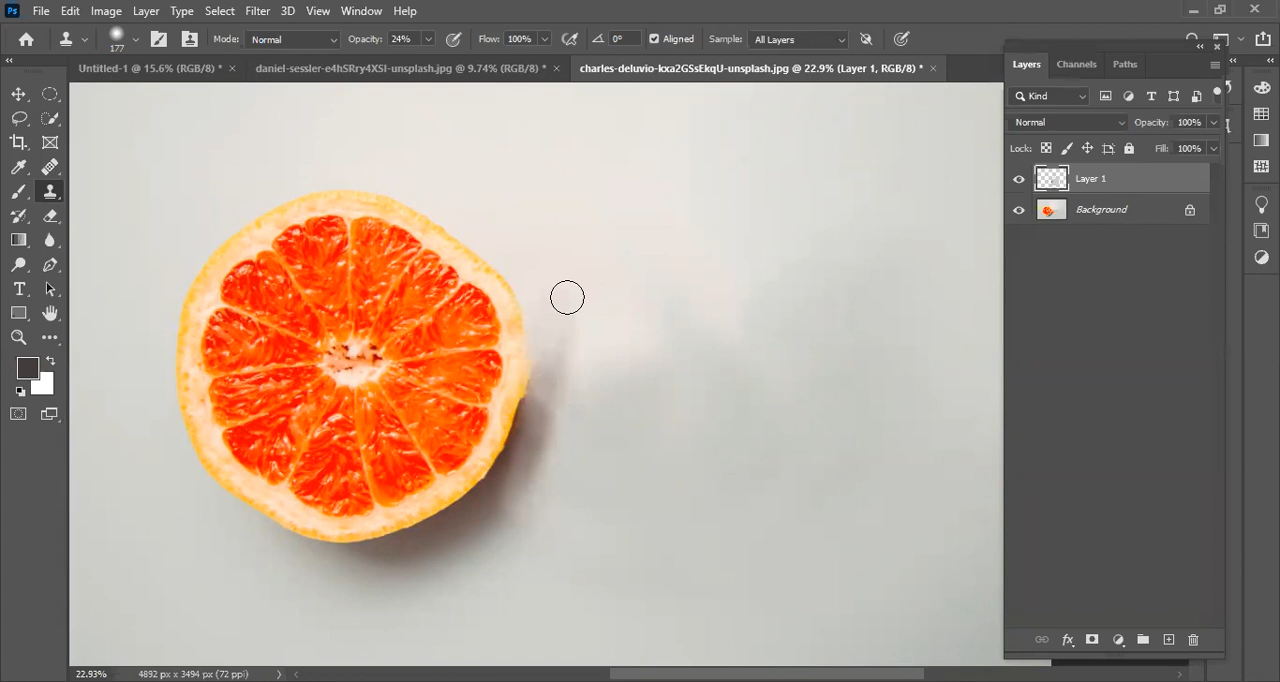 Ps File Edit Image Layer Type Select Filter 3D View Window Help
177 Mode: Normal Opacity: 24% Flow: 100% 0° Aligned Sample: All Layers
Untitled-1 @ 15.6% (RGB/8) * × daniel-sessler-e4hSRry4XSI-unsplash.jpg @ 9.74% (RGB/8) * × charles-deluvio-kxa2GSsEkqU-unsplash.jpg @ 22.9% (Layer 1, RGB/8) * ×
Layers Channels Paths
Kind
Normal Opacity: 100%
Lock: Fill: 100%
Layer 1
Background
fx
22.93% 4892 px x 3494 px (72 ppi)